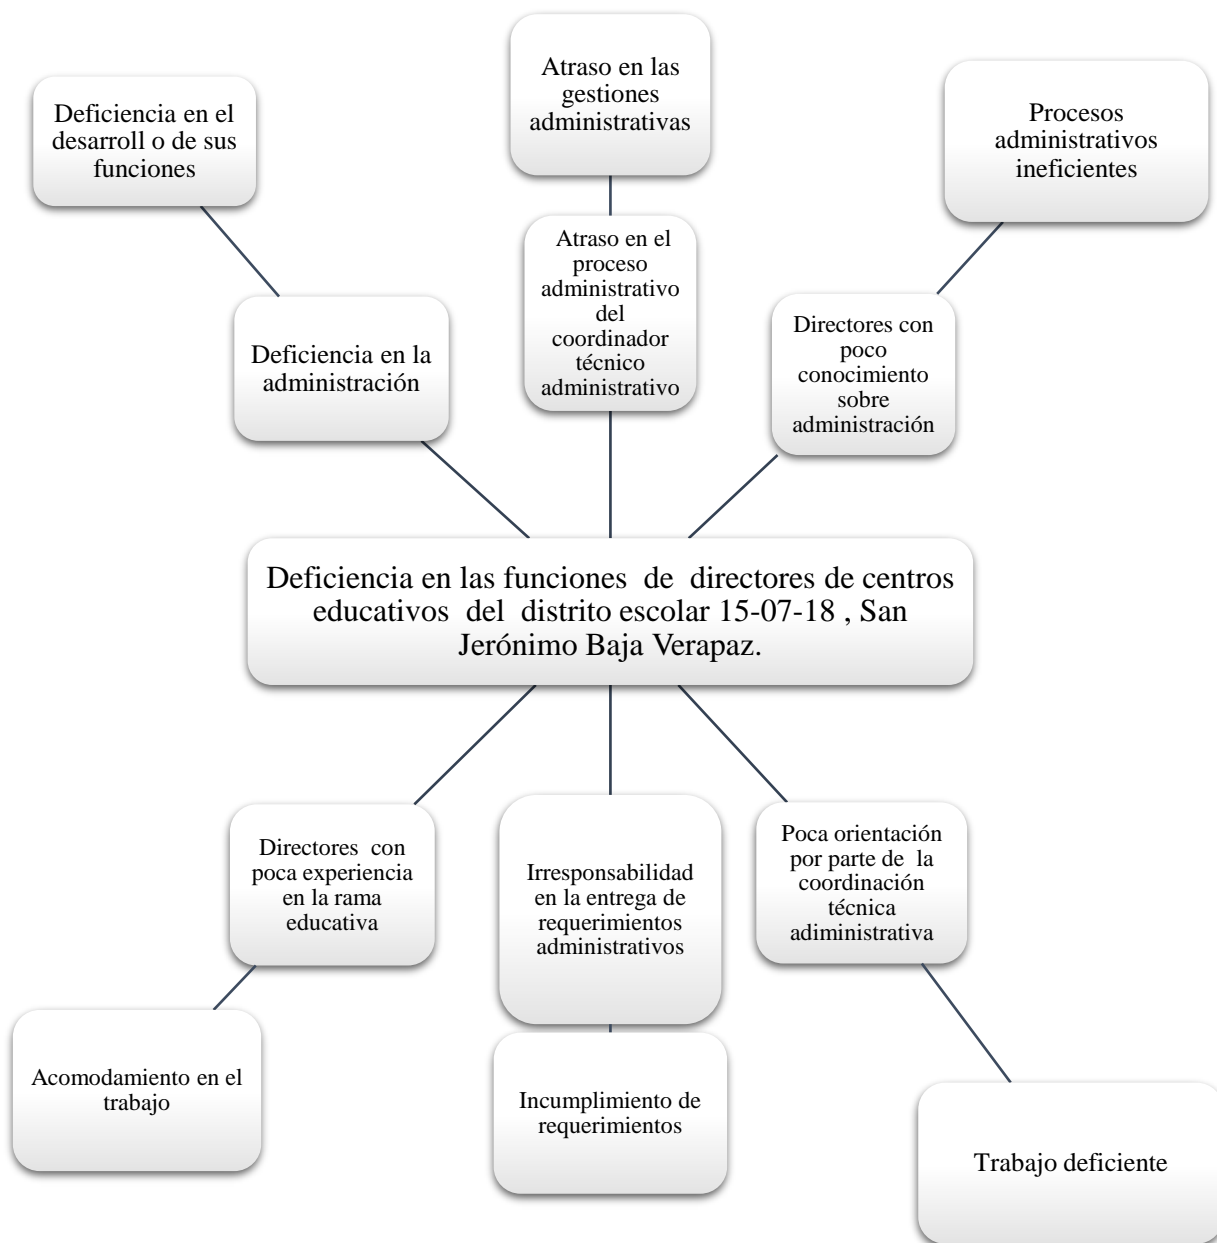 Atraso en las
gestiones
administrativas
Deficiencia en el
desarroll o de sus
funciones
Procesos
administrativos
ineficientes
Atraso en el
proceso
administrativo
del
coordinador
técnico
administrativo
Deficiencia en la
administración
Directores con
poco
conocimiento
sobre
administración
Deficiencia en las funciones de directores de centros
educativos del distrito escolar 15-07-18 , San
Jerónimo Baja Verapaz.
Directores con
poca experiencia
en la rama
educativa
Irresponsabilidad
en la entrega de
requerimientos
administrativos
Poca orientación
por parte de la
coordinación
técnica
adiministrativa
Acomodamiento en el
trabajo
Incumplimiento de
requerimientos
Trabajo deficiente